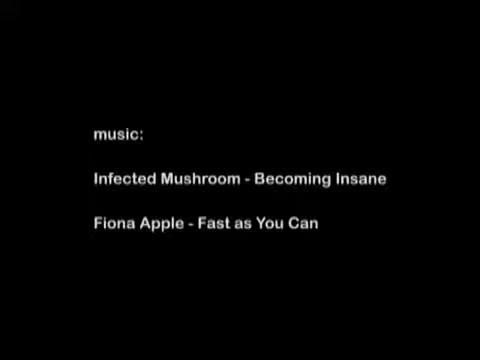 music:
Infected Mushroom - Becoming Insane
Fiona Apple - Fast as You Can